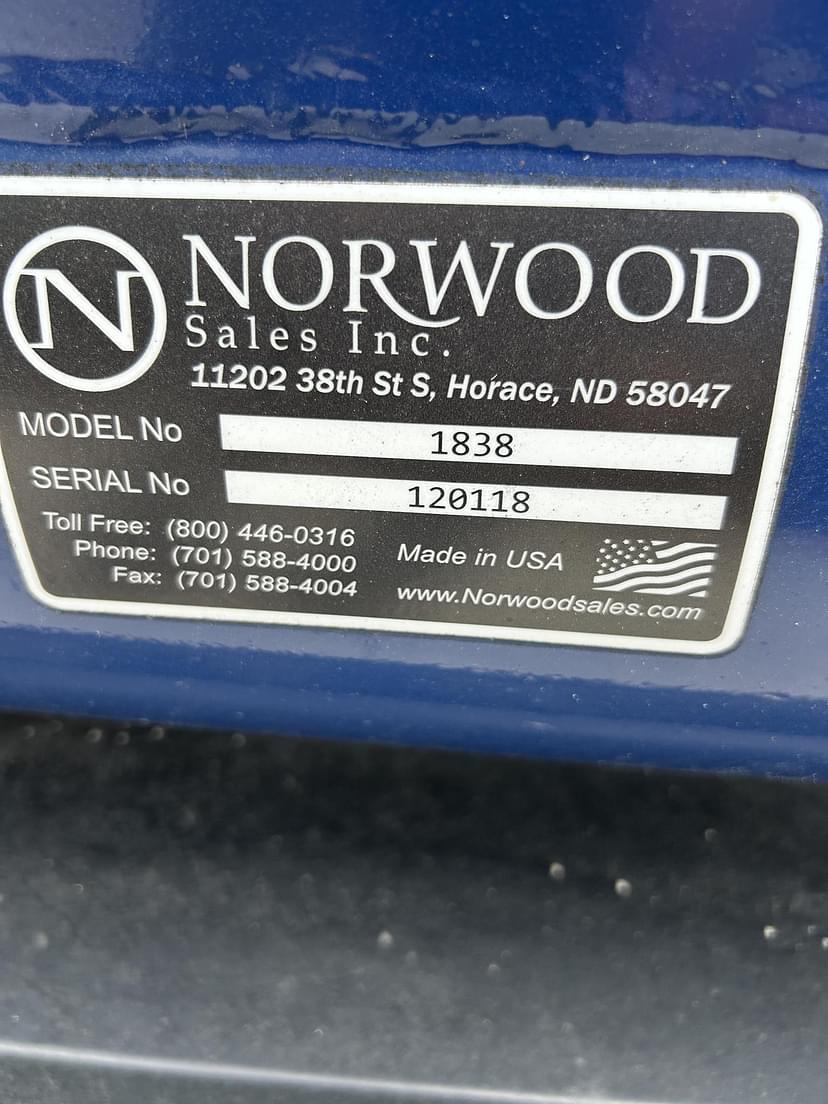 N NORWOOD
Sales Inc.
11202 38th St S, Horace, ND 58047
MODEL No 1838
SERIAL No 120118
Toll Free: (800) 446-0316
Phone: (701) 588-4000
Fax: (701) 588-4004
Made in USA
www.Norwoodsales.com